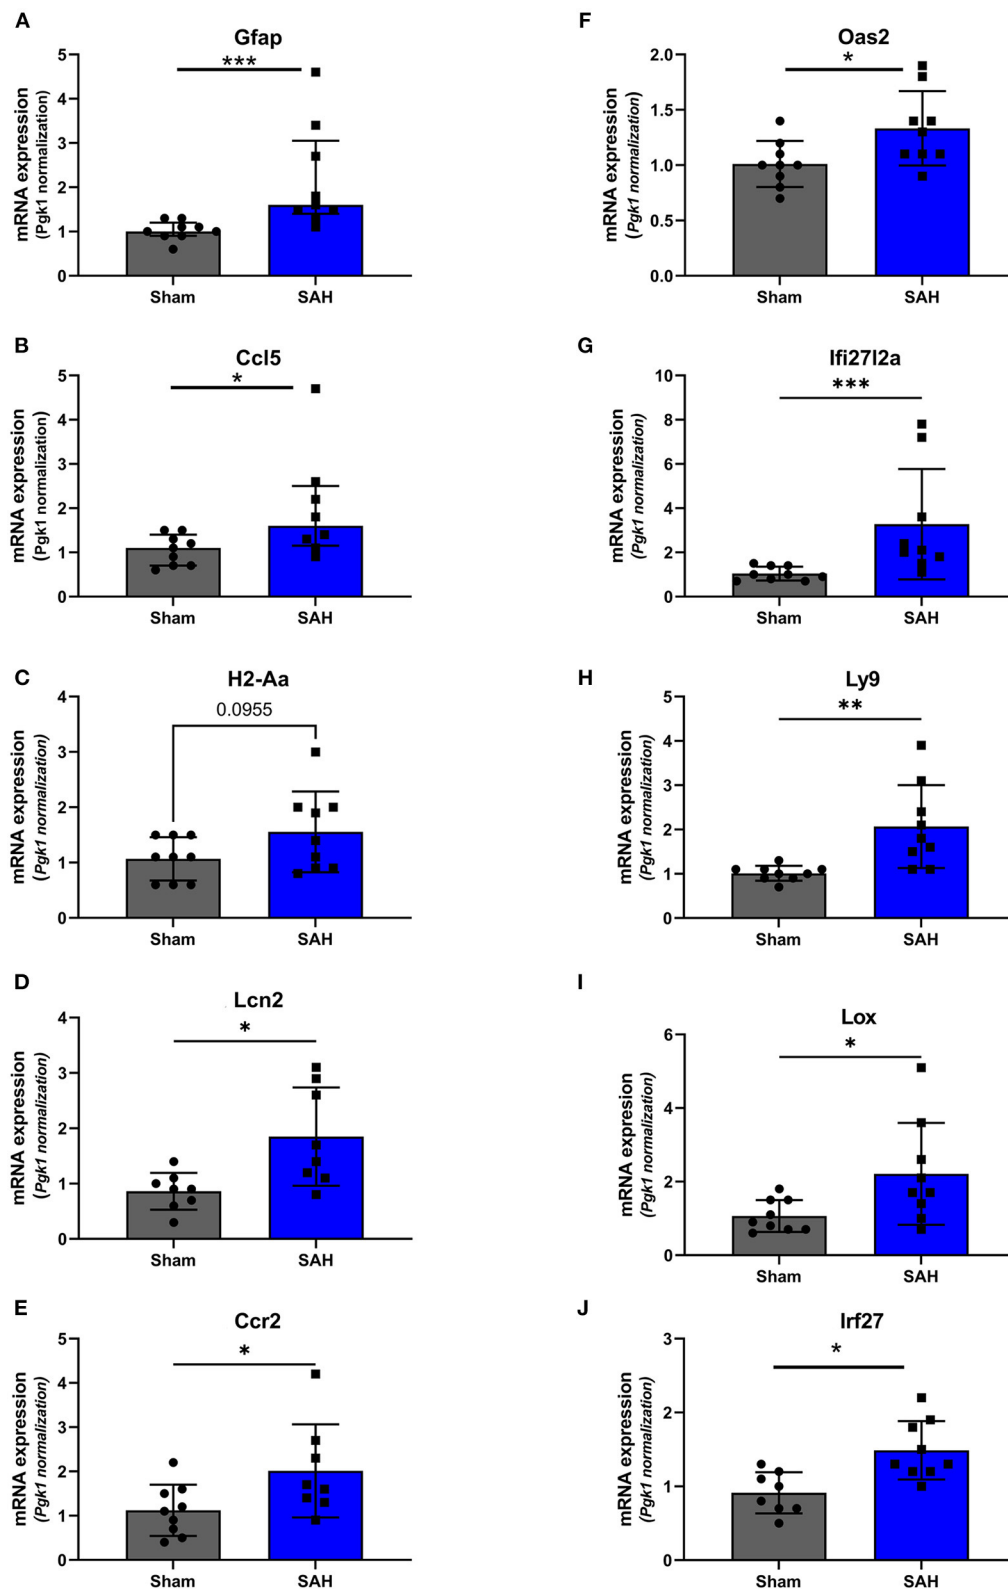 A
Gfap
***
mRNA expression
(Pgk1 normalization)
5
4
3
2
1
0
Sham SAH
B
Ccl5
*
mRNA expression
(Pgk1 normalization)
5
4
3
2
1
0
Sham SAH
C
H2-Aa
0.0955
mRNA expression
(Pgk1 normalization)
4
3
2
1
0
Sham SAH
D
Lcn2
*
mRNA expression
(Pgk1 normalization)
4
3
2
1
0
Sham SAH
E
Ccr2
*
mRNA expression
(Pgk1 normalization)
5
4
3
2
1
0
Sham SAH
F
Oas2
*
mRNA expression
(Pgk1 normalization)
2.0
1.5
1.0
0.5
0.0
Sham SAH
G
Ifi27l2a
***
mRNA expression
(Pgk1 normalization)
10
8
6
4
2
0
Sham SAH
H
Ly9
**
mRNA expression
(Pgk1 normalization)
5
4
3
2
1
0
Sham SAH
I
Lox
*
mRNA expresion
(Pgk1 normalization)
6
4
2
0
Sham SAH
J
Irf27
*
mRNA expression
(Pgk1 normalization)
3
2
1
0
Sham SAH